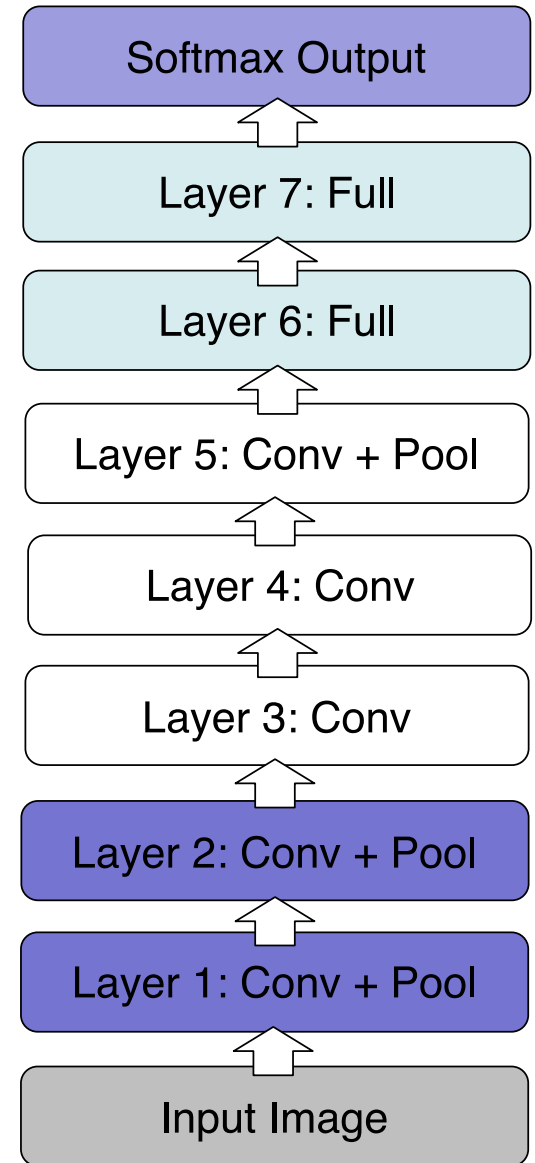 Softmax Output
Layer 7: Full
Layer 6: Full
Layer 5: Conv + Pool
Layer 4: Conv
Layer 3: Conv
Layer 2: Conv + Pool
Layer 1: Conv + Pool
Input Image